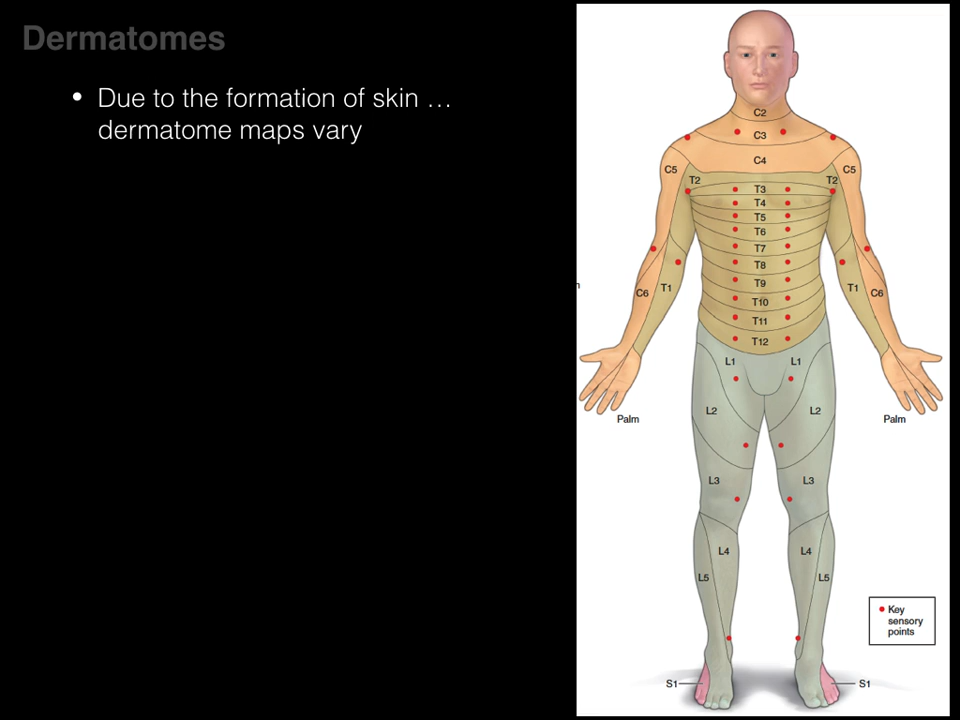 Dermatomes
• Due to the formation of skin …
dermatome maps vary
C2
C3
C4
C5
C5
T2
T2
T3
T4
T5
T6
T7
T8
T9
T10
T11
T12
C6
T1
T1
C6
L1
L1
L2
L2
Palm
Palm
L3
L3
L4
L4
L5
L5
Key
sensory
points
S1
S1